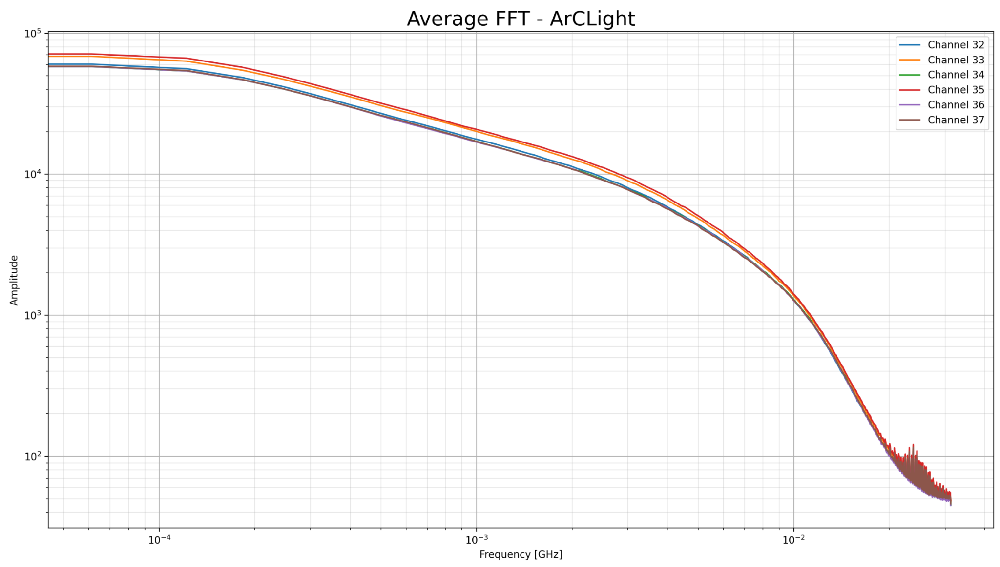 Average FFT - ArCLight
10⁵
10⁴
10³
10²
Amplitude
Channel 32
Channel 33
Channel 34
Channel 35
Channel 36
Channel 37
10⁻⁴ 10⁻³ 10⁻²
Frequency [GHz]